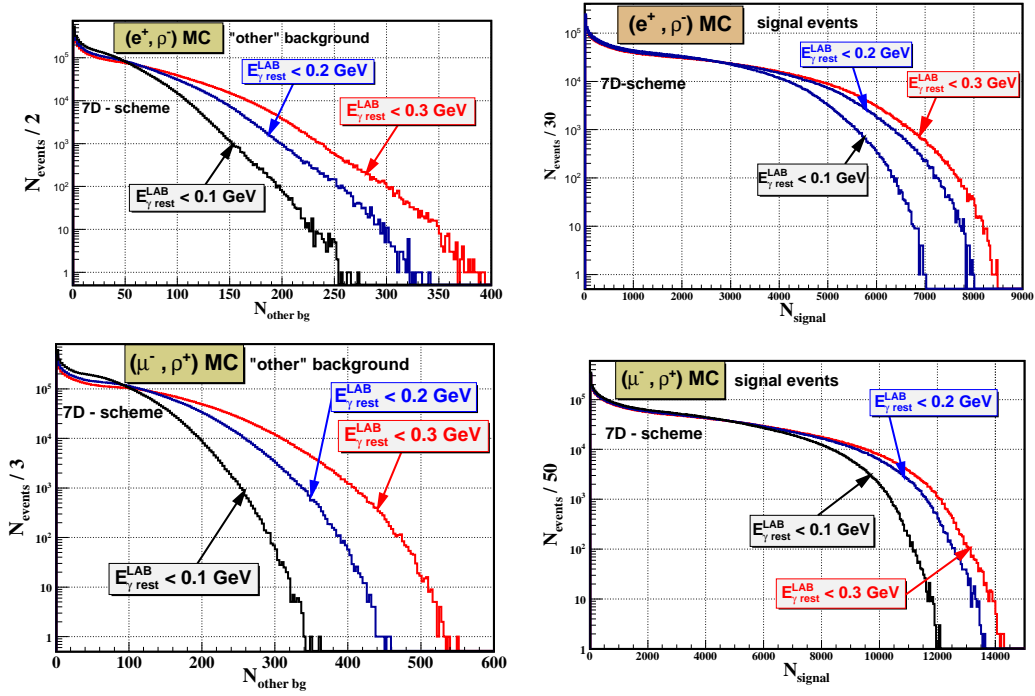 (e⁺, ρ⁻) MC "other" background
7D - scheme
E^LAB_γ rest < 0.2 GeV
E^LAB_γ rest < 0.3 GeV
E^LAB_γ rest < 0.1 GeV
N_events / 2
10⁵
10⁴
10³
10²
10
1
0 50 100 150 200 250 300 350 400
N_other bg
(e⁺, ρ⁻) MC signal events
7D-scheme
E^LAB_γ rest < 0.2 GeV
E^LAB_γ rest < 0.3 GeV
E^LAB_γ rest < 0.1 GeV
N_events / 30
10⁵
10⁴
10³
10²
10
1
0 1000 2000 3000 4000 5000 6000 7000 8000 9000
N_signal
(μ⁻, ρ⁺) MC "other" background
7D - scheme
E^LAB_γ rest < 0.2 GeV
E^LAB_γ rest < 0.3 GeV
E^LAB_γ rest < 0.1 GeV
N_events / 3
10⁵
10⁴
10³
10²
10
1
0 100 200 300 400 500 600
N_other bg
(μ⁻, ρ⁺) MC signal events
7D - scheme
E^LAB_γ rest < 0.2 GeV
E^LAB_γ rest < 0.1 GeV
E^LAB_γ rest < 0.3 GeV
N_events / 50
10⁵
10⁴
10³
10²
10
1
0 2000 4000 6000 8000 10000 12000 14000
N_signal